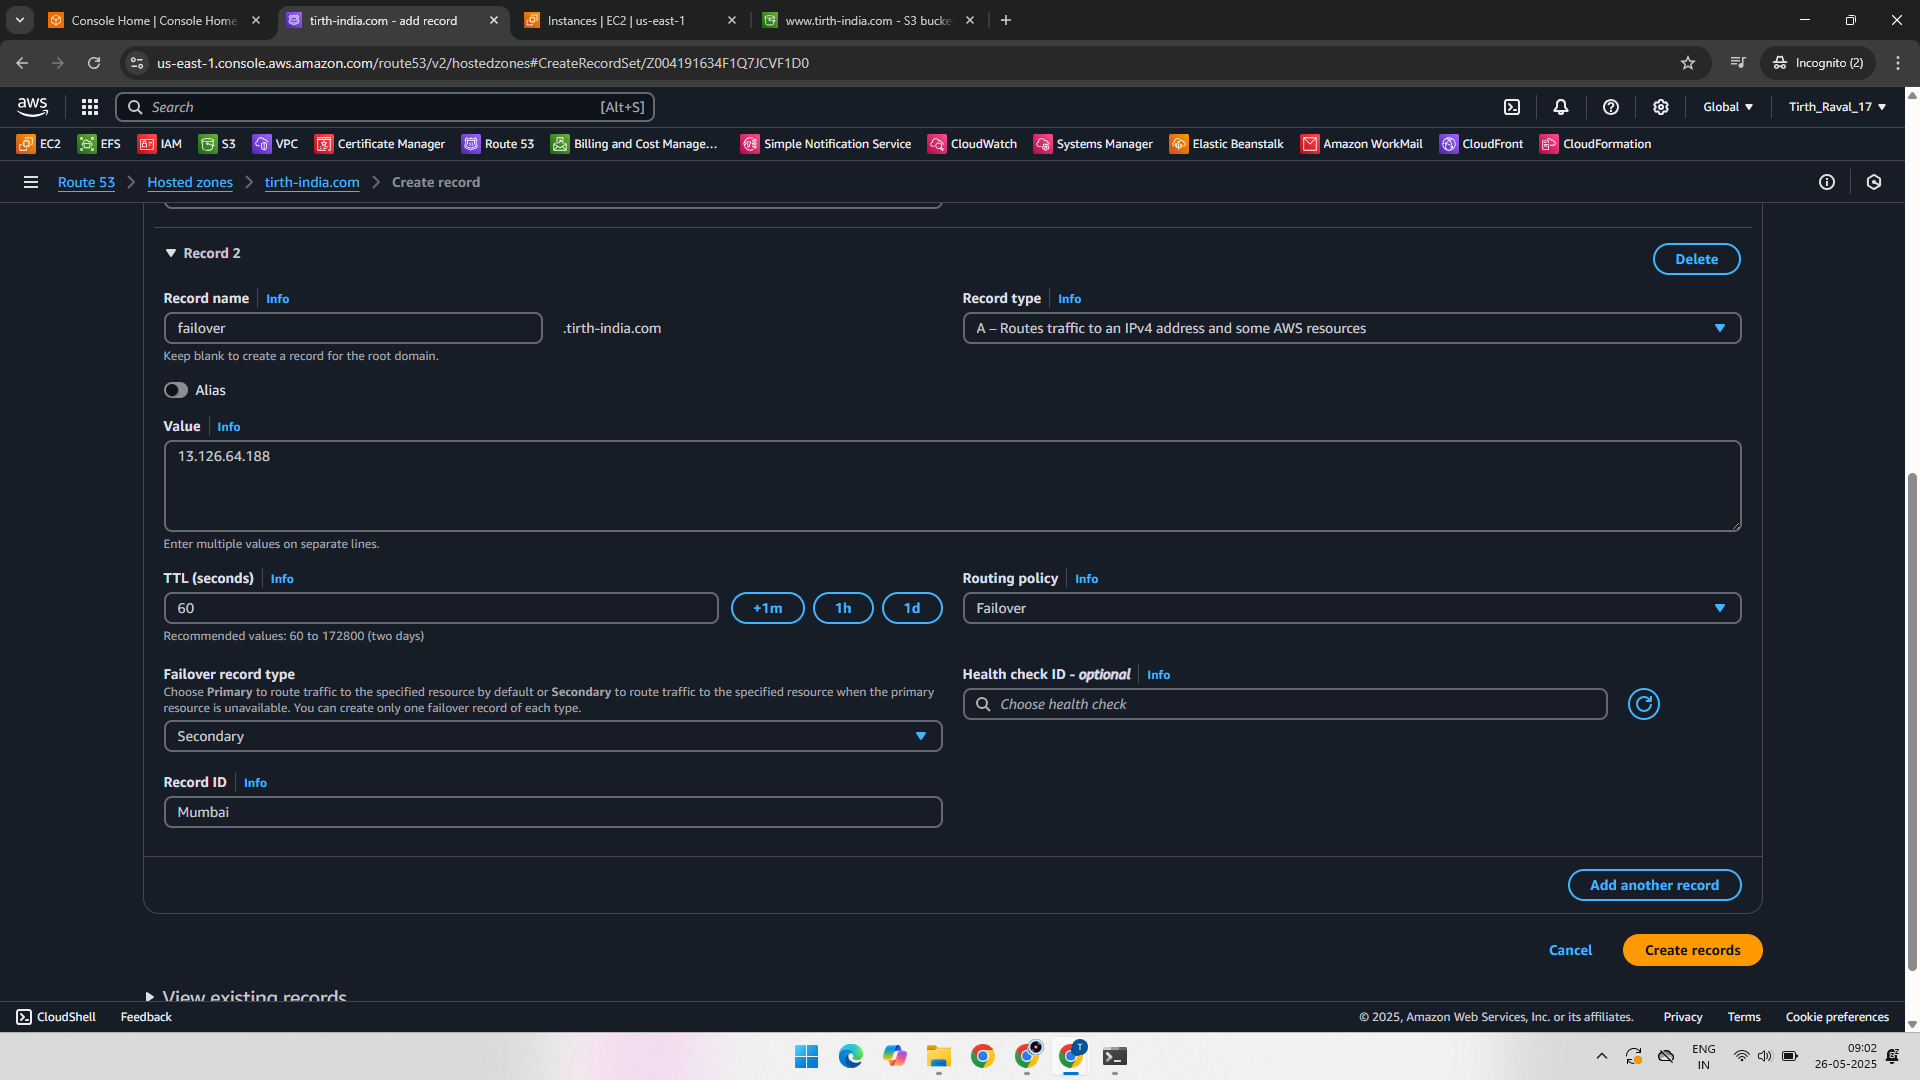 Console Home | Console Home
tirth-india.com - add record
Instances | EC2 | us-east-1
www.tirth-india.com - S3 bucke
us-east-1.console.aws.amazon.com/route53/v2/hostedzones#CreateRecordSet/Z004191634F1Q7JCVF1D0
Incognito (2)
aws
Search
[Alt+S]
Global
Tirth_Raval_17
EC2
EFS
IAM
S3
VPC
Certificate Manager
Route 53
Billing and Cost Manage...
Simple Notification Service
CloudWatch
Systems Manager
Elastic Beanstalk
Amazon WorkMail
CloudFront
CloudFormation
Route 53
Hosted zones
tirth-india.com
Create record
Record 2
Delete
Record name
Info
Record type
Info
failover
.tirth-india.com
A – Routes traffic to an IPv4 address and some AWS resources
Keep blank to create a record for the root domain.
Alias
Value
Info
13.126.64.188
Enter multiple values on separate lines.
TTL (seconds)
Info
Routing policy
Info
60
+1m
1h
1d
Failover
Recommended values: 60 to 172800 (two days)
Failover record type
Choose Primary to route traffic to the specified resource by default or Secondary to route traffic to the specified resource when the primary
resource is unavailable. You can create only one failover record of each type.
Health check ID - optional
Info
Choose health check
Secondary
Record ID
Info
Mumbai
Add another record
Cancel
Create records
View existing records
CloudShell
Feedback
© 2025, Amazon Web Services, Inc. or its affiliates.
Privacy
Terms
Cookie preferences
T
ENG
IN
09:02
26-05-2025